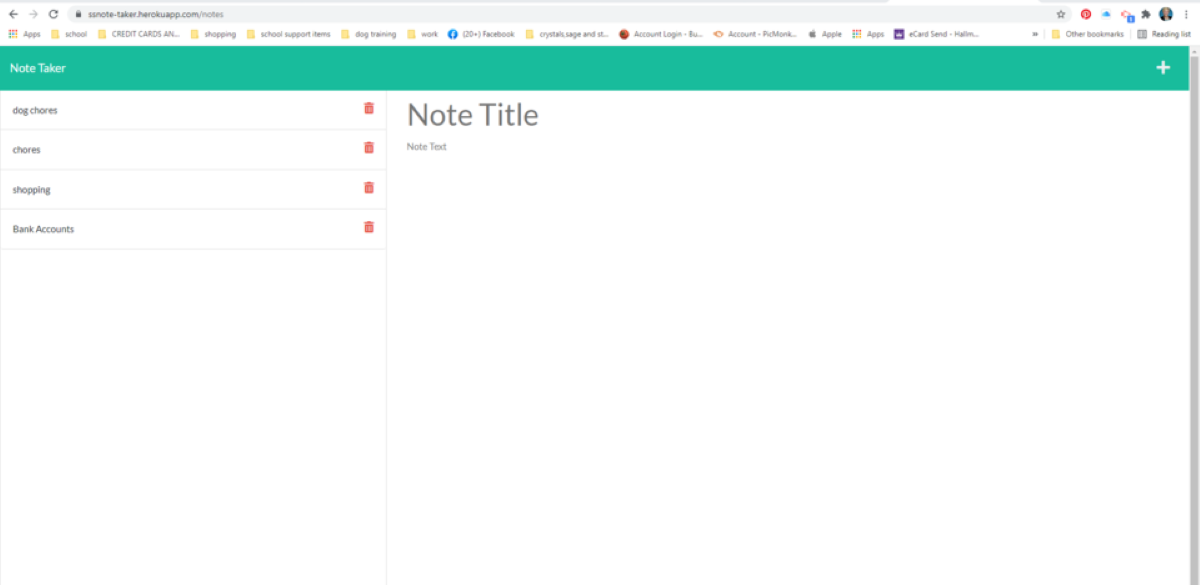 ssnote-taker.herokuapp.com/notes
Apps school CREDIT CARDS AN... shopping school support items dog training work (20+) Facebook crystals,sage and st... Account Login - Bu... Account - PicMonk... Apple Apps eCard Send - Hallm... » Other bookmarks Reading list
Note Taker
dog chores
chores
shopping
Bank Accounts
Note Title
Note Text